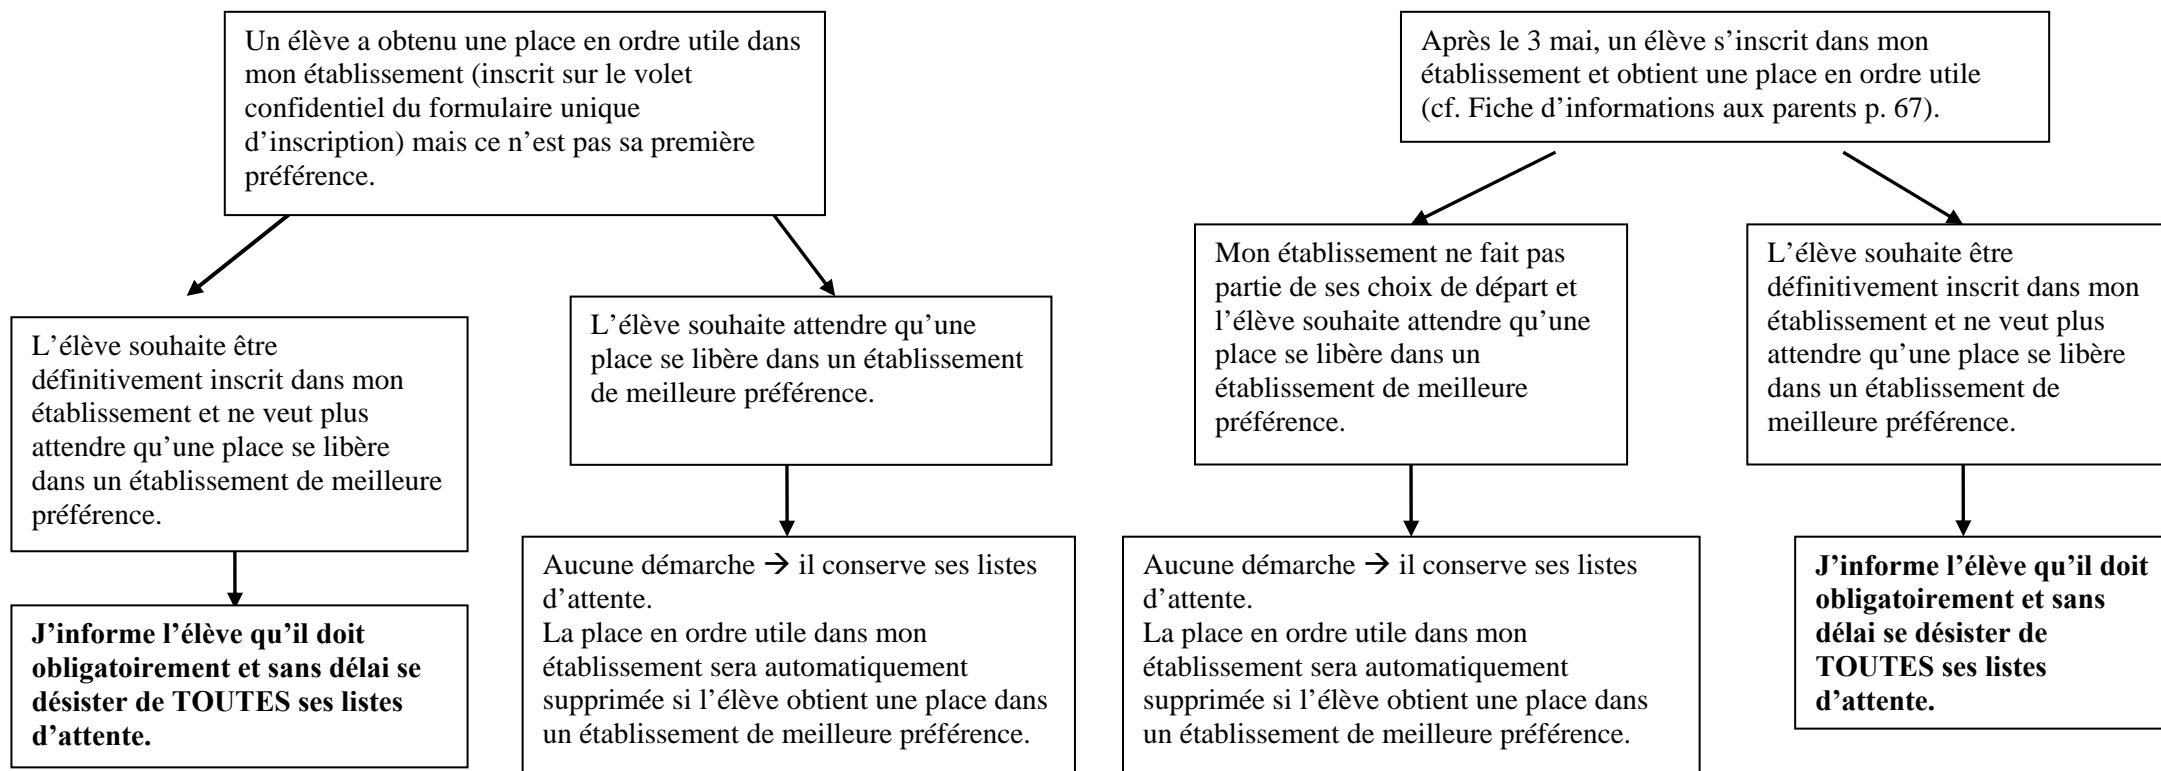 Un élève a obtenu une place en ordre utile dans
mon établissement (inscrit sur le volet
confidentiel du formulaire unique
d’inscription) mais ce n’est pas sa première
préférence.
Après le 3 mai, un élève s’inscrit dans mon
établissement et obtient une place en ordre utile
(cf. Fiche d’informations aux parents p. 67).
L’élève souhaite être
définitivement inscrit dans mon
établissement et ne veut plus
attendre qu’une place se libère
dans un établissement de meilleure
préférence.
L’élève souhaite attendre qu’une
place se libère dans un établissement
de meilleure préférence.
Mon établissement ne fait pas
partie de ses choix de départ et
l’élève souhaite attendre qu’une
place se libère dans un
établissement de meilleure
préférence.
L’élève souhaite être
définitivement inscrit dans mon
établissement et ne veut plus
attendre qu’une place se libère
dans un établissement de
meilleure préférence.
J’informe l’élève qu’il doit
obligatoirement et sans délai se
désister de TOUTES ses listes
d’attente.
Aucune démarche → il conserve ses listes
d’attente.
La place en ordre utile dans mon
établissement sera automatiquement
supprimée si l’élève obtient une place dans
un établissement de meilleure préférence.
Aucune démarche → il conserve ses listes
d’attente.
La place en ordre utile dans mon
établissement sera automatiquement
supprimée si l’élève obtient une place dans
un établissement de meilleure préférence.
J’informe l’élève qu’il doit
obligatoirement et sans
délai se désister de
TOUTES ses listes
d’attente.